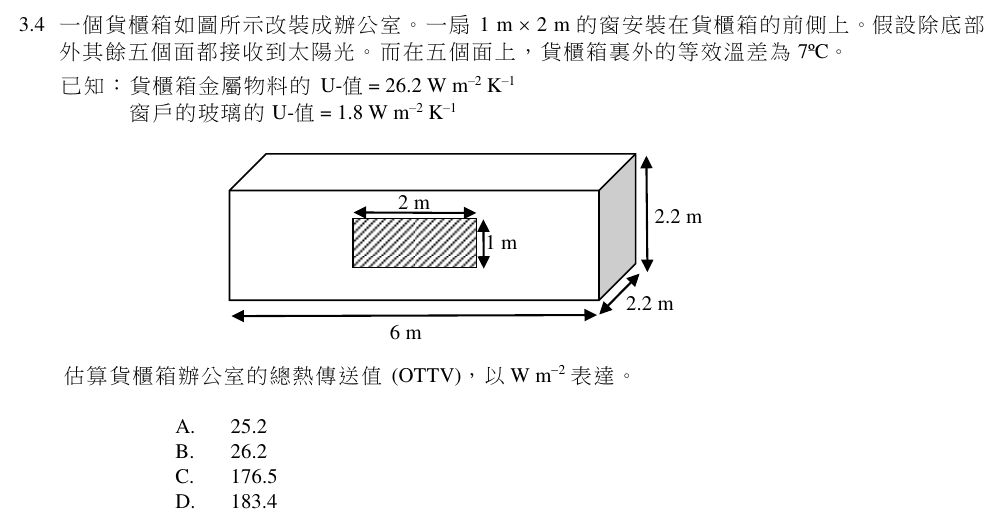 3.4 一個貨櫃箱如圖所示改裝成辦公室。一扇 1 m × 2 m 的窗安裝在貨櫃箱的前側上。假設除底部
外其餘五個面都接收到太陽光。而在五個面上，貨櫃箱裏外的等效溫差為 7ºC。
已知：貨櫃箱金屬物料的 U-值 = 26.2 W m⁻² K⁻¹
窗戶的玻璃的 U-值 = 1.8 W m⁻² K⁻¹
2 m
1 m
2.2 m
2.2 m
6 m
估算貨櫃箱辦公室的總熱傳送值 (OTTV)，以 W m⁻² 表達。
A. 25.2
B. 26.2
C. 176.5
D. 183.4